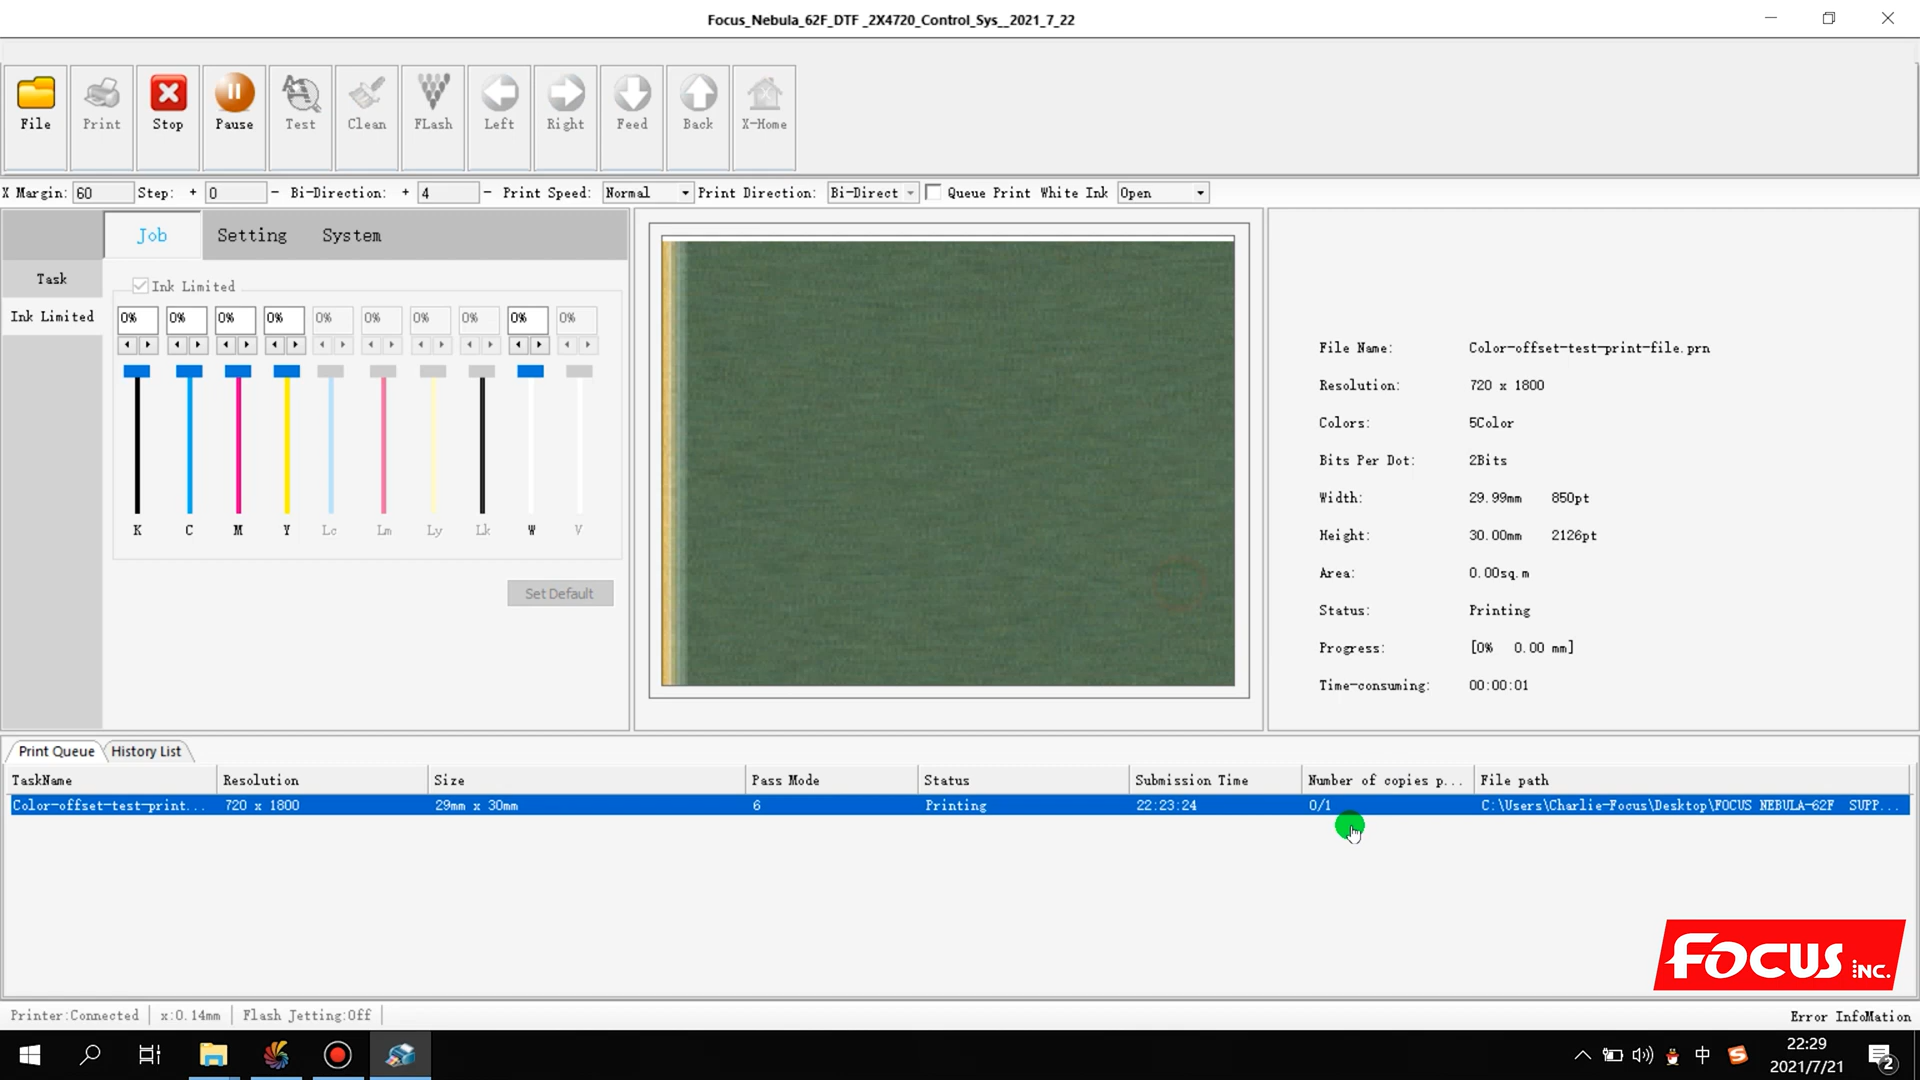 Focus_Nebula_62F_DTF _2X4720_Control_Sys__2021_7_22
File Print Stop Pause Test Clean FLash Left Right Feed Back X-Home
X Margin: 60 Step: + 0 - Bi-Direction: + 4 - Print Speed: Normal Print Direction: Bi-Direct Queue Print White Ink Open
Job Setting System
Task
Ink Limited
Ink Limited
0% 0% 0% 0% 0% 0% 0% 0% 0% 0%
K C M Y Lc Lm Ly Lk W V
Set Default
File Name: Color-offset-test-print-file.prn
Resolution: 720 x 1800
Colors: 5Color
Bits Per Dot: 2Bits
Width: 29.99mm 850pt
Height: 30.00mm 2126pt
Area: 0.00sq.m
Status: Printing
Progress: [0% 0.00 mm]
Time-consuming: 00:00:01
Print Queue History List
TaskName Resolution Size Pass Mode Status Submission Time Number of copies p... File path
Color-offset-test-print... 720 x 1800 29mm x 30mm 6 Printing 22:23:24 0/1 C:\Users\Charlie-Focus\Desktop\FOCUS NEBULA-62F SUPP...
FOCUS INC.
Printer:Connected x:0.14mm Flash Jetting:Off Error InfoMation
中 S 22:29
2021/7/21
2